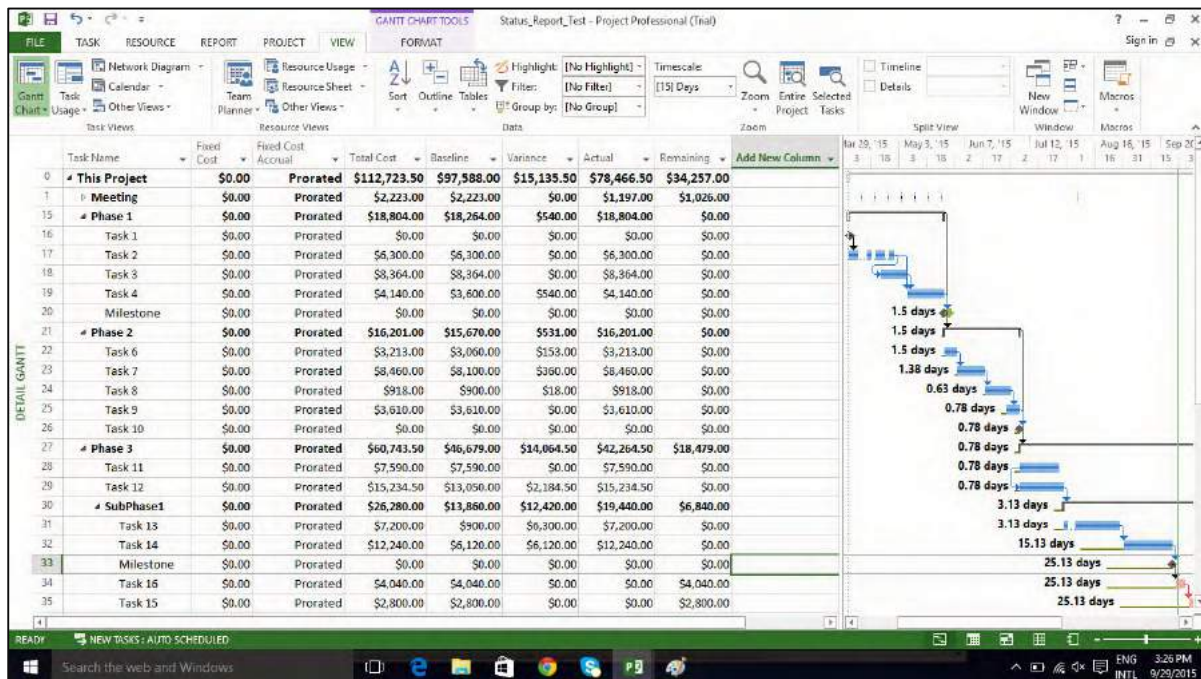 GANTT CHART TOOLS Status_Report_Test - Project Professional (Trial)
FILE TASK RESOURCE REPORT PROJECT VIEW FORMAT Sign in
Gantt Chart
Task Usage
Network Diagram
Calendar
Other Views
Task Views
Team Planner
Resource Usage
Resource Sheet
Other Views
Resource Views
Sort
Outline
Tables
Highlight: [No Highlight]
Filter: [No Filter]
Group by: [No Group]
Data
Timescale:
[15] Days
Zoom
Entire Project
Selected Tasks
Zoom
Timeline
Details
Split View
New Window
Window
Macros
Macros
Task Name Fixed Cost Fixed Cost Accrual Total Cost Baseline Variance Actual Remaining Add New Column
0 This Project $0.00 Prorated $112,723.50 $97,588.00 $15,135.50 $78,466.50 $34,257.00
1 Meeting $0.00 Prorated $2,223.00 $2,223.00 $0.00 $1,197.00 $1,026.00
15 Phase 1 $0.00 Prorated $18,804.00 $18,264.00 $540.00 $18,804.00 $0.00
16 Task 1 $0.00 Prorated $0.00 $0.00 $0.00 $0.00 $0.00
17 Task 2 $0.00 Prorated $6,300.00 $6,300.00 $0.00 $6,300.00 $0.00
18 Task 3 $0.00 Prorated $8,364.00 $8,364.00 $0.00 $8,364.00 $0.00
19 Task 4 $0.00 Prorated $4,140.00 $3,600.00 $540.00 $4,140.00 $0.00
20 Milestone $0.00 Prorated $0.00 $0.00 $0.00 $0.00 $0.00
21 Phase 2 $0.00 Prorated $16,201.00 $15,670.00 $531.00 $16,201.00 $0.00
22 Task 6 $0.00 Prorated $3,213.00 $3,060.00 $153.00 $3,213.00 $0.00
23 Task 7 $0.00 Prorated $8,460.00 $8,100.00 $360.00 $8,460.00 $0.00
24 Task 8 $0.00 Prorated $918.00 $900.00 $18.00 $918.00 $0.00
25 Task 9 $0.00 Prorated $3,610.00 $3,610.00 $0.00 $3,610.00 $0.00
26 Task 10 $0.00 Prorated $0.00 $0.00 $0.00 $0.00 $0.00
27 Phase 3 $0.00 Prorated $60,743.50 $46,679.00 $14,064.50 $42,264.50 $18,479.00
28 Task 11 $0.00 Prorated $7,590.00 $7,590.00 $0.00 $7,590.00 $0.00
29 Task 12 $0.00 Prorated $15,234.50 $13,050.00 $2,184.50 $15,234.50 $0.00
30 SubPhase1 $0.00 Prorated $26,280.00 $13,860.00 $12,420.00 $19,440.00 $6,840.00
31 Task 13 $0.00 Prorated $7,200.00 $900.00 $6,300.00 $7,200.00 $0.00
32 Task 14 $0.00 Prorated $12,240.00 $6,120.00 $6,120.00 $12,240.00 $0.00
33 Milestone $0.00 Prorated $0.00 $0.00 $0.00 $0.00 $0.00
34 Task 16 $0.00 Prorated $4,040.00 $4,040.00 $0.00 $0.00 $4,040.00
35 Task 15 $0.00 Prorated $2,800.00 $2,800.00 $0.00 $0.00 $2,800.00
DETAIL GANTT
Mar 29, '15 May 3, '15 Jun 7, '15 Jul 12, '15 Aug 16, '15 Sep 20
3 18 3 18 2 17 2 17 1 16 31 15 3
1.5 days
1.5 days
1.5 days
1.38 days
0.63 days
0.78 days
0.78 days
0.78 days
0.78 days
0.78 days
3.13 days
3.13 days
15.13 days
25.13 days
25.13 days
25.13 days
READY NEW TASKS : AUTO SCHEDULED
Search the web and Windows
ENG INTL
3:26 PM
9/29/2015